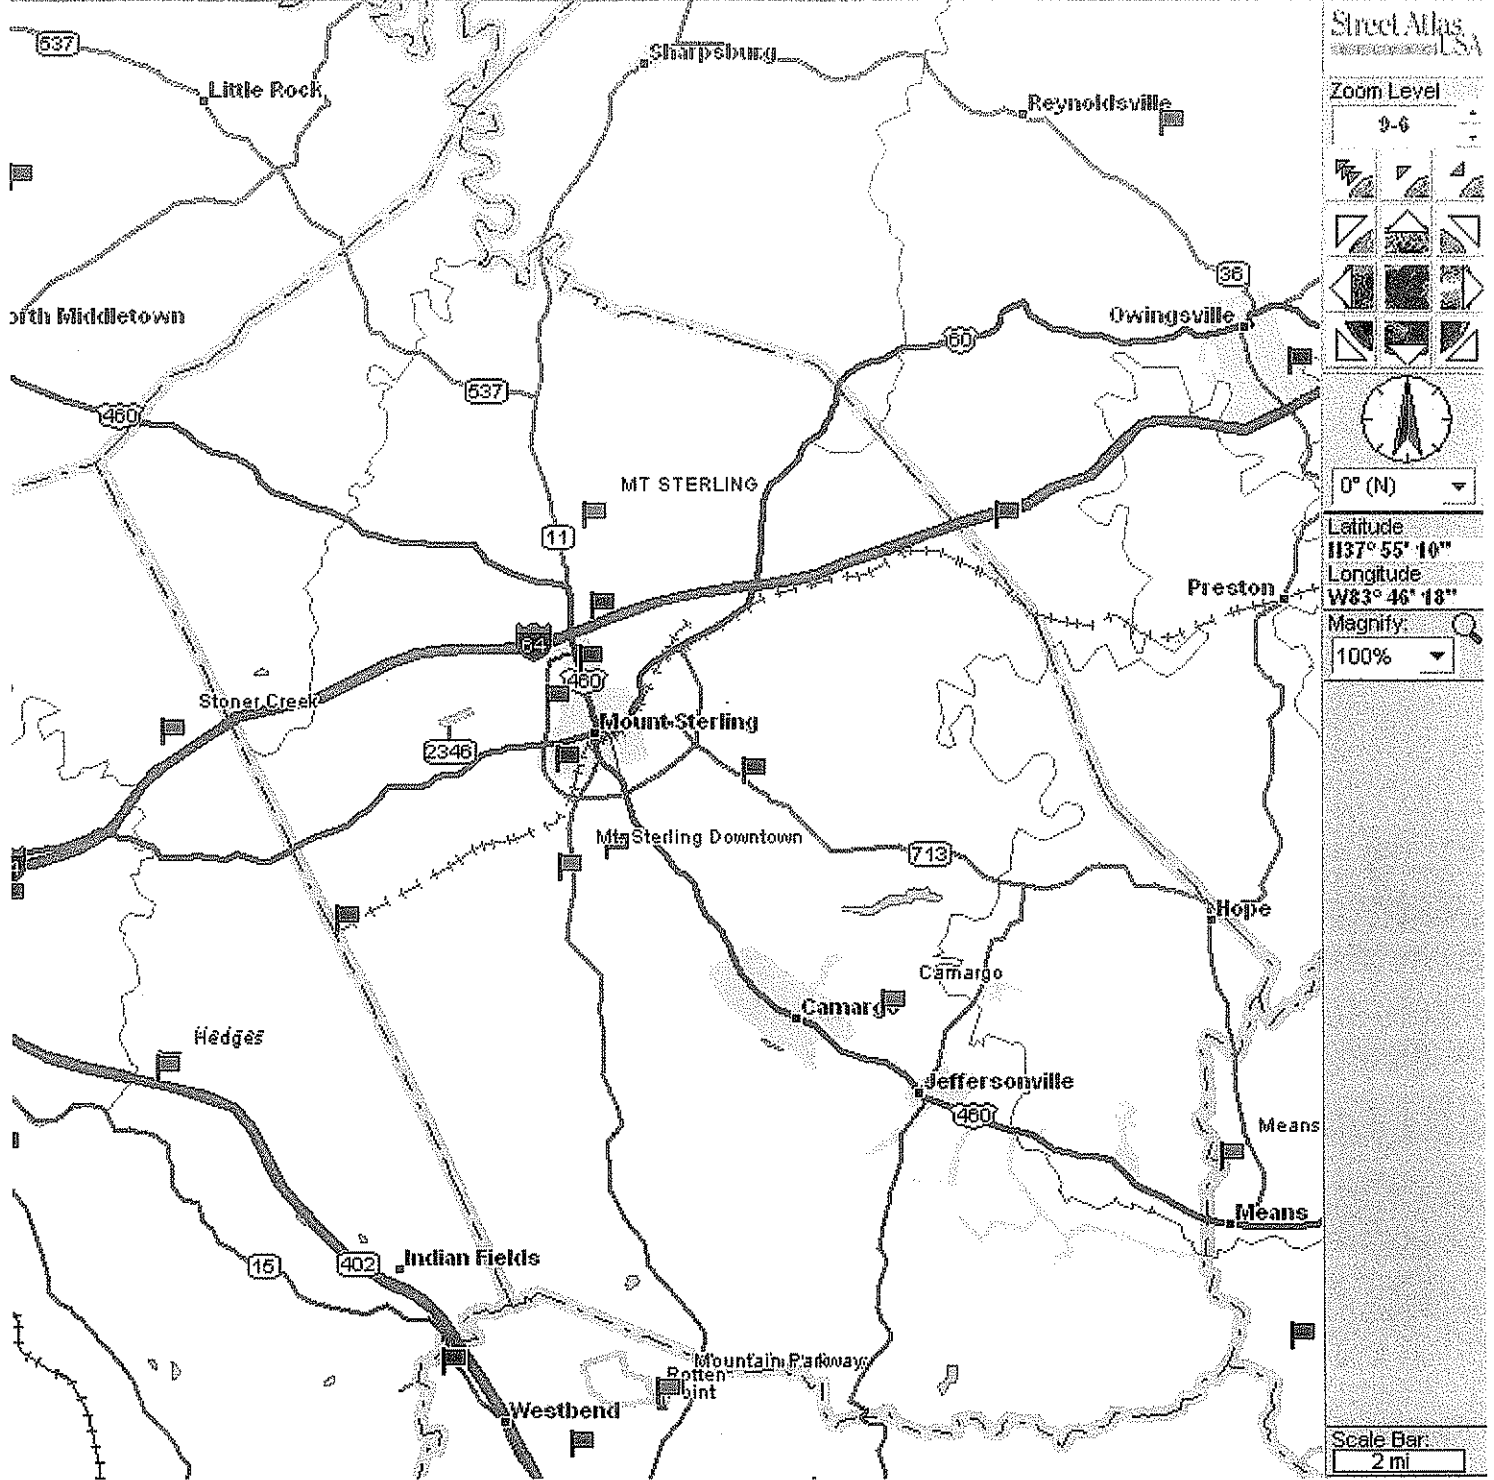 Street Atlas
USA
537
Sharpsburg
Little Rock
Reynoldsville
Zoom Level
9-6
36
orth Middletown
Owingsville
60
537
460
MT STERLING
0° (N)
11
Latitude
N37° 55' 10"
Longitude
W83° 46' 18"
Preston
Magnify:
100%
64
460
Stoner Creek
Mount Sterling
2346
Mt Sterling Downtown
713
Hope
Camargo
Camargo
Hedges
Jeffersonville
460
Means
Means
Indian Fields
15
402
Mountain Parkway
Rotten
Point
Westbend
Scale Bar:
2 mi